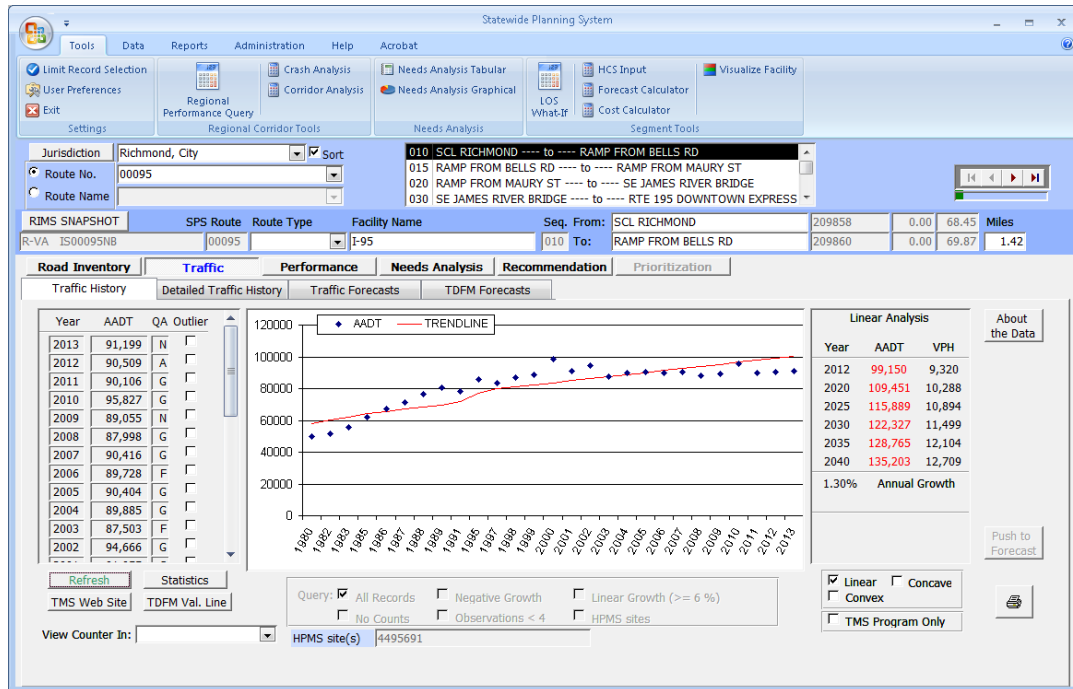 Statewide Planning System
Tools Data Reports Administration Help Acrobat
Limit Record Selection
User Preferences
Exit
Settings
Regional
Performance Query
Crash Analysis
Corridor Analysis
Regional Corridor Tools
Needs Analysis Tabular
Needs Analysis Graphical
Needs Analysis
LOS
What-If
HCS Input
Forecast Calculator
Cost Calculator
Visualize Facility
Segment Tools
Jurisdiction Richmond, City Sort
Route No. 00095
Route Name
010 SCL RICHMOND ---- to ---- RAMP FROM BELLS RD
015 RAMP FROM BELLS RD ---- to ---- RAMP FROM MAURY ST
020 RAMP FROM MAURY ST ---- to ---- SE JAMES RIVER BRIDGE
030 SE JAMES RIVER BRIDGE ---- to ---- RTE 195 DOWNTOWN EXPRESS
RIMS SNAPSHOT SPS Route Route Type Facility Name Seq. From: SCL RICHMOND 209858 0.00 68.45 Miles
R-VA IS00095NB 00095 I-95 010 To: RAMP FROM BELLS RD 209860 0.00 69.87 1.42
Road Inventory Traffic Performance Needs Analysis Recommendation Prioritization
Traffic History Detailed Traffic History Traffic Forecasts TDFM Forecasts
Year AADT QA Outlier
2013 91,199 N
2012 90,509 A
2011 90,106 G
2010 95,827 G
2009 89,055 N
2008 87,998 G
2007 90,416 G
2006 89,728 F
2005 90,404 G
2004 89,885 G
2003 87,503 F
2002 94,666 G
Refresh Statistics
TMS Web Site TDFM Val. Line
View Counter In:
AADT TRENDLINE
120000
100000
80000
60000
40000
20000
0
1980 1982 1983 1985 1986 1987 1988 1989 1991 1995 1997 1998 1999 2000 2001 2002 2003 2004 2005 2006 2007 2008 2009 2010 2011 2012 2013
Query: All Records Negative Growth Linear Growth (>= 6 %)
No Counts Observations < 4 HPMS sites
HPMS site(s) 4495691
Linear Analysis
Year AADT VPH
2012 99,150 9,320
2020 109,451 10,288
2025 115,889 10,894
2030 122,327 11,499
2035 128,765 12,104
2040 135,203 12,709
1.30% Annual Growth
Linear Concave
Convex
TMS Program Only
About
the Data
Push to
Forecast